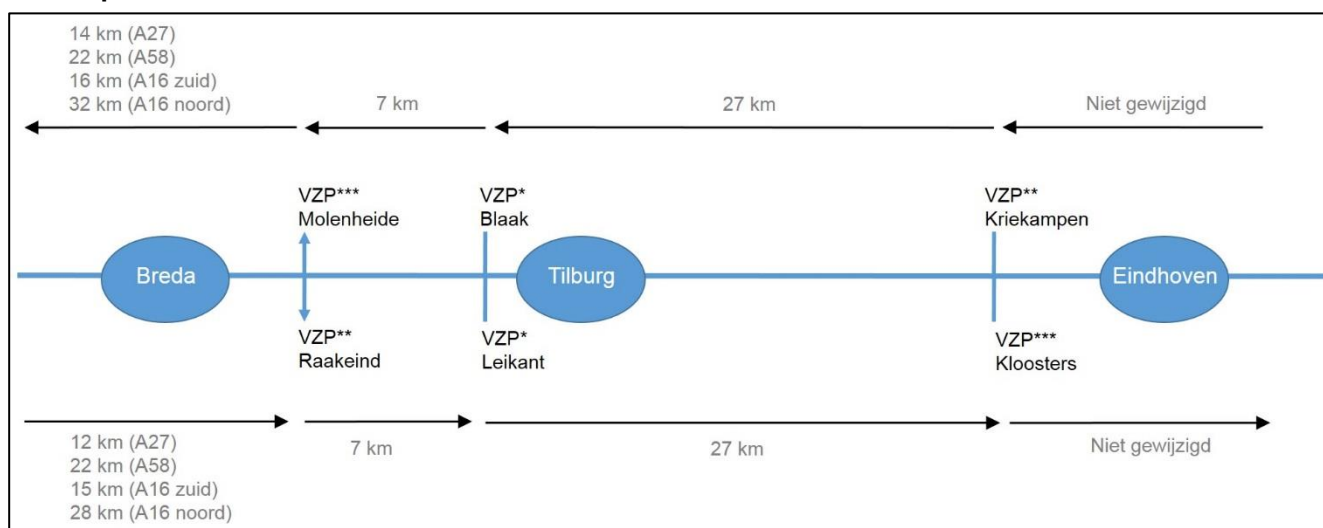 14 km (A27)
22 km (A58)
16 km (A16 zuid)
32 km (A16 noord)
7 km
27 km
Niet gewijzigd
VZP***
Molenheide
VZP*
Blaak
VZP**
Kriekampen
Breda
Tilburg
Eindhoven
VZP**
Raakeind
VZP*
Leikant
VZP***
Kloosters
12 km (A27)
22 km (A58)
15 km (A16 zuid)
28 km (A16 noord)
7 km
27 km
Niet gewijzigd